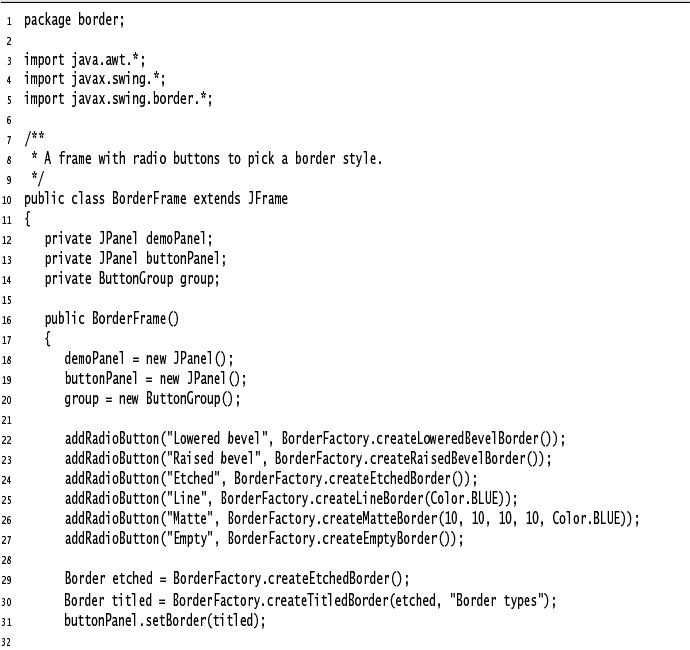 1 package border;
2
3 import java.awt.*;
4 import javax.swing.*;
5 import javax.swing.border.*;
6
7 /**
8  * A frame with radio buttons to pick a border style.
9  */
10 public class BorderFrame extends JFrame
11 {
12    private JPanel demoPanel;
13    private JPanel buttonPanel;
14    private ButtonGroup group;
15
16    public BorderFrame()
17    {
18       demoPanel = new JPanel();
19       buttonPanel = new JPanel();
20       group = new ButtonGroup();
21
22       addRadioButton("Lowered bevel", BorderFactory.createLoweredBevelBorder());
23       addRadioButton("Raised bevel", BorderFactory.createRaisedBevelBorder());
24       addRadioButton("Etched", BorderFactory.createEtchedBorder());
25       addRadioButton("Line", BorderFactory.createLineBorder(Color.BLUE));
26       addRadioButton("Matte", BorderFactory.createMatteBorder(10, 10, 10, 10, Color.BLUE));
27       addRadioButton("Empty", BorderFactory.createEmptyBorder());
28
29       Border etched = BorderFactory.createEtchedBorder();
30       Border titled = BorderFactory.createTitledBorder(etched, "Border types");
31       buttonPanel.setBorder(titled);
32